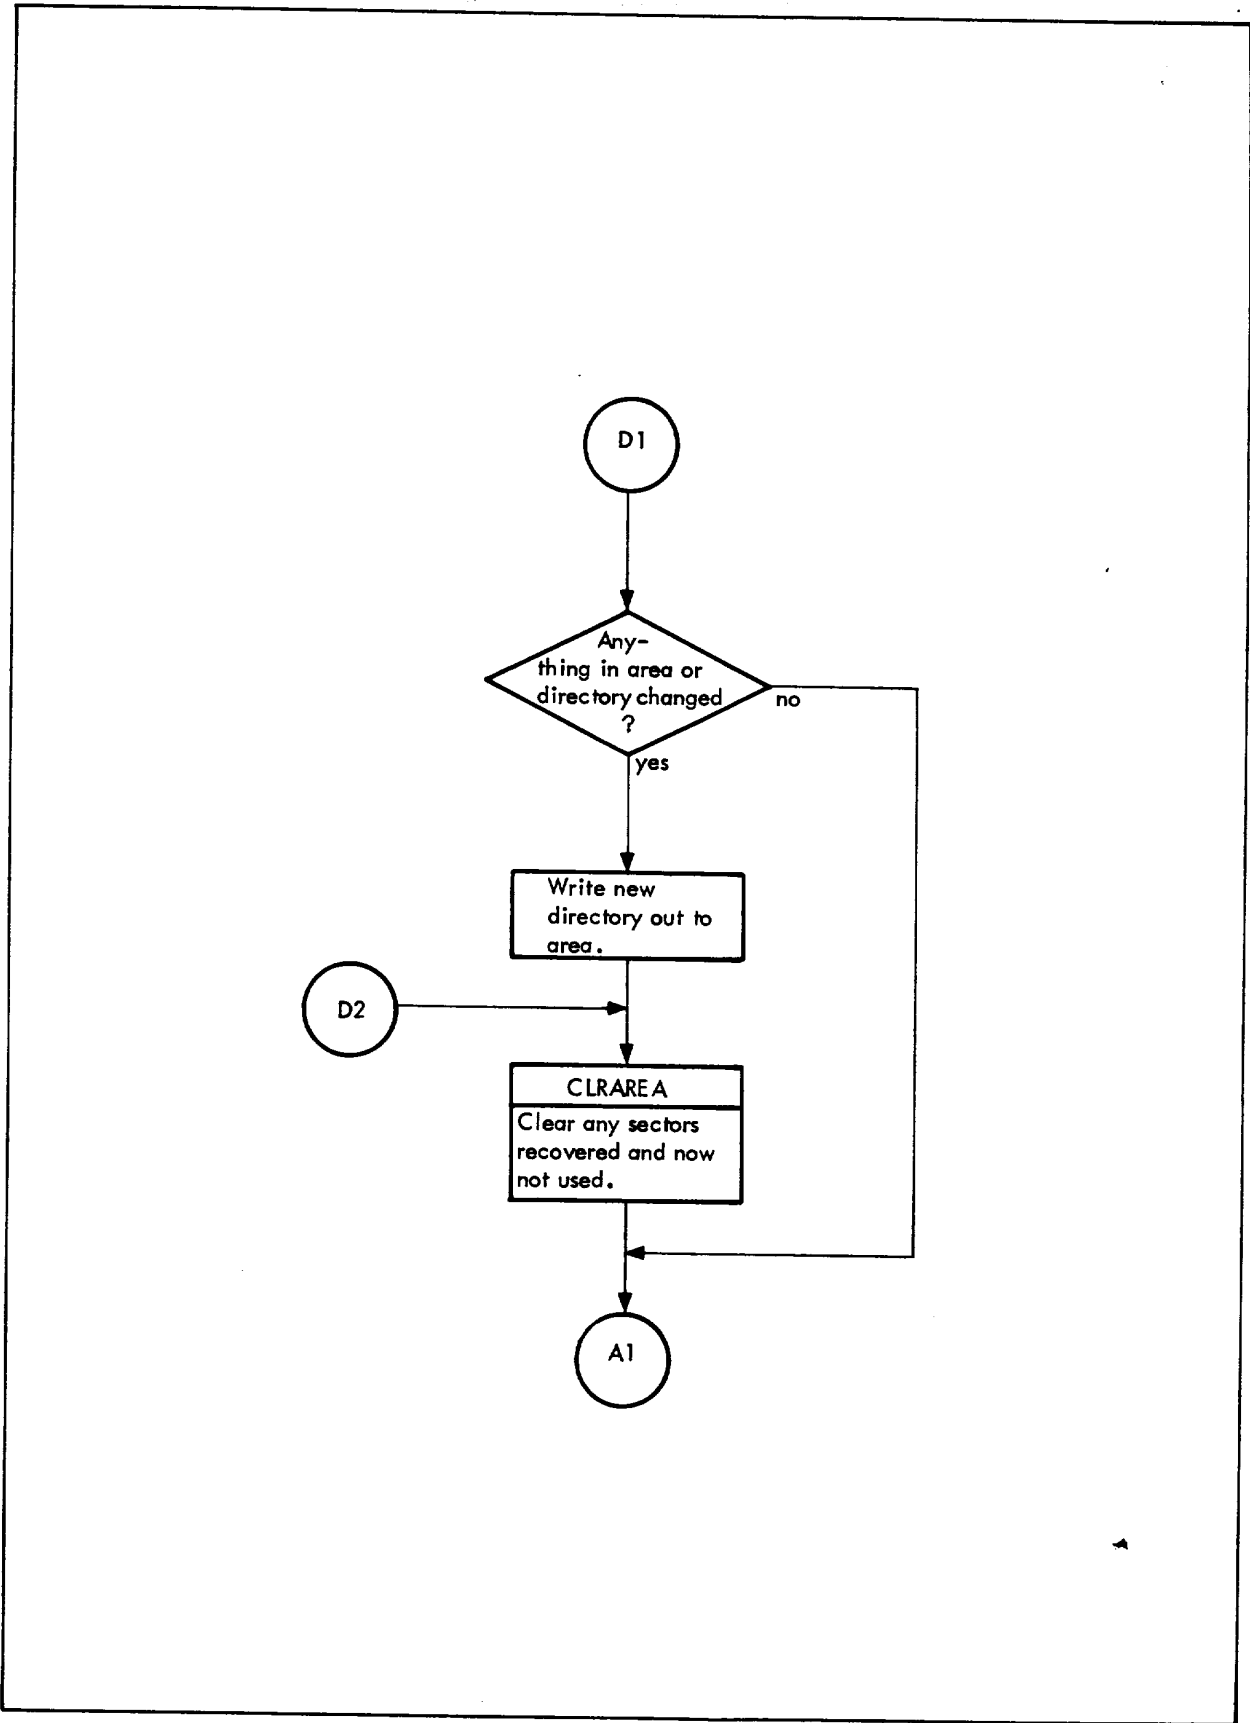 D1
Any-
thing in area or
directory changed
?
no
yes
Write new
directory out to
area.
D2
CLRAREA
Clear any sectors
recovered and now
not used.
A1